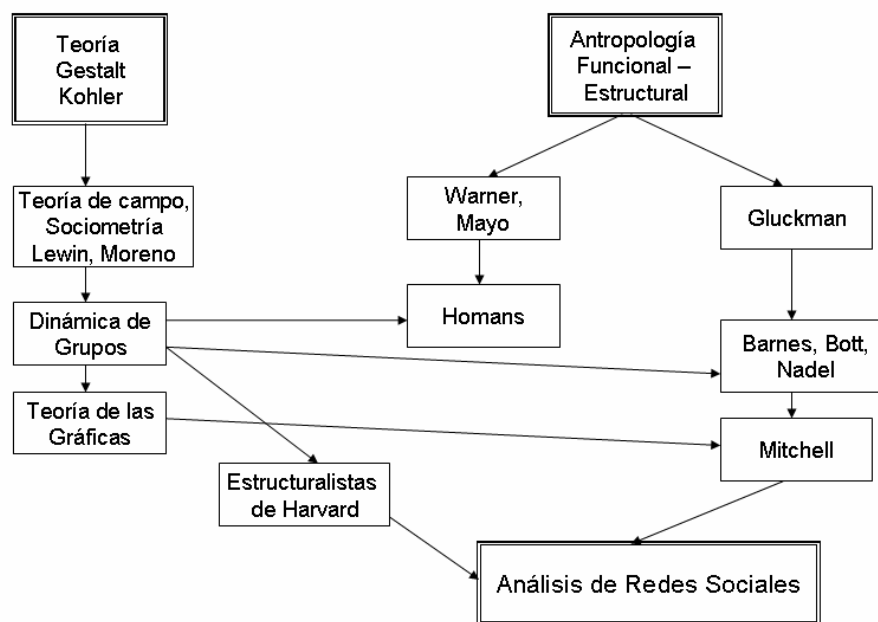 Teoría
Gestalt
Kohler
Antropología
Funcional –
Estructural
Teoría de campo,
Sociometría
Lewin, Moreno
Warner,
Mayo
Gluckman
Dinámica de
Grupos
Homans
Barnes, Bott,
Nadel
Teoría de las
Gráficas
Mitchell
Estructuralistas
de Harvard
Análisis de Redes Sociales